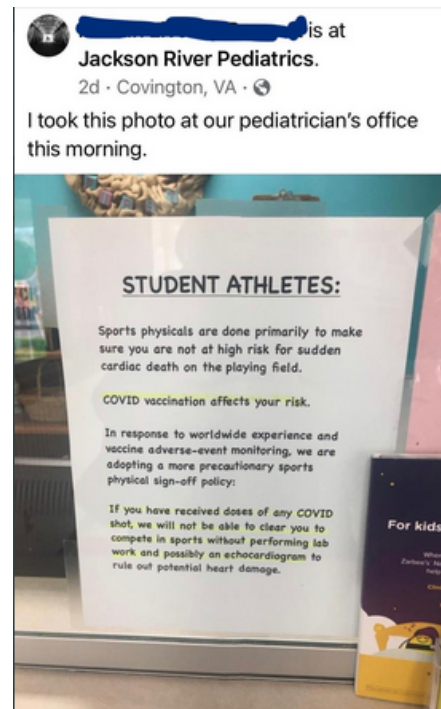 is at
Jackson River Pediatrics.
2d · Covington, VA ·
I took this photo at our pediatrician's office
this morning.
STUDENT ATHLETES:
Sports physicals are done primarily to make
sure you are not at high risk for sudden
cardiac death on the playing field.
COVID vaccination affects your risk.
In response to worldwide experience and
vaccine adverse-event monitoring, we are
adopting a more precautionary sports
physical sign-off policy:
If you have received doses of any COVID
shot, we will not be able to clear you to
compete in sports without performing lab
work and possibly an echocardiogram to
rule out potential heart damage.
For kids